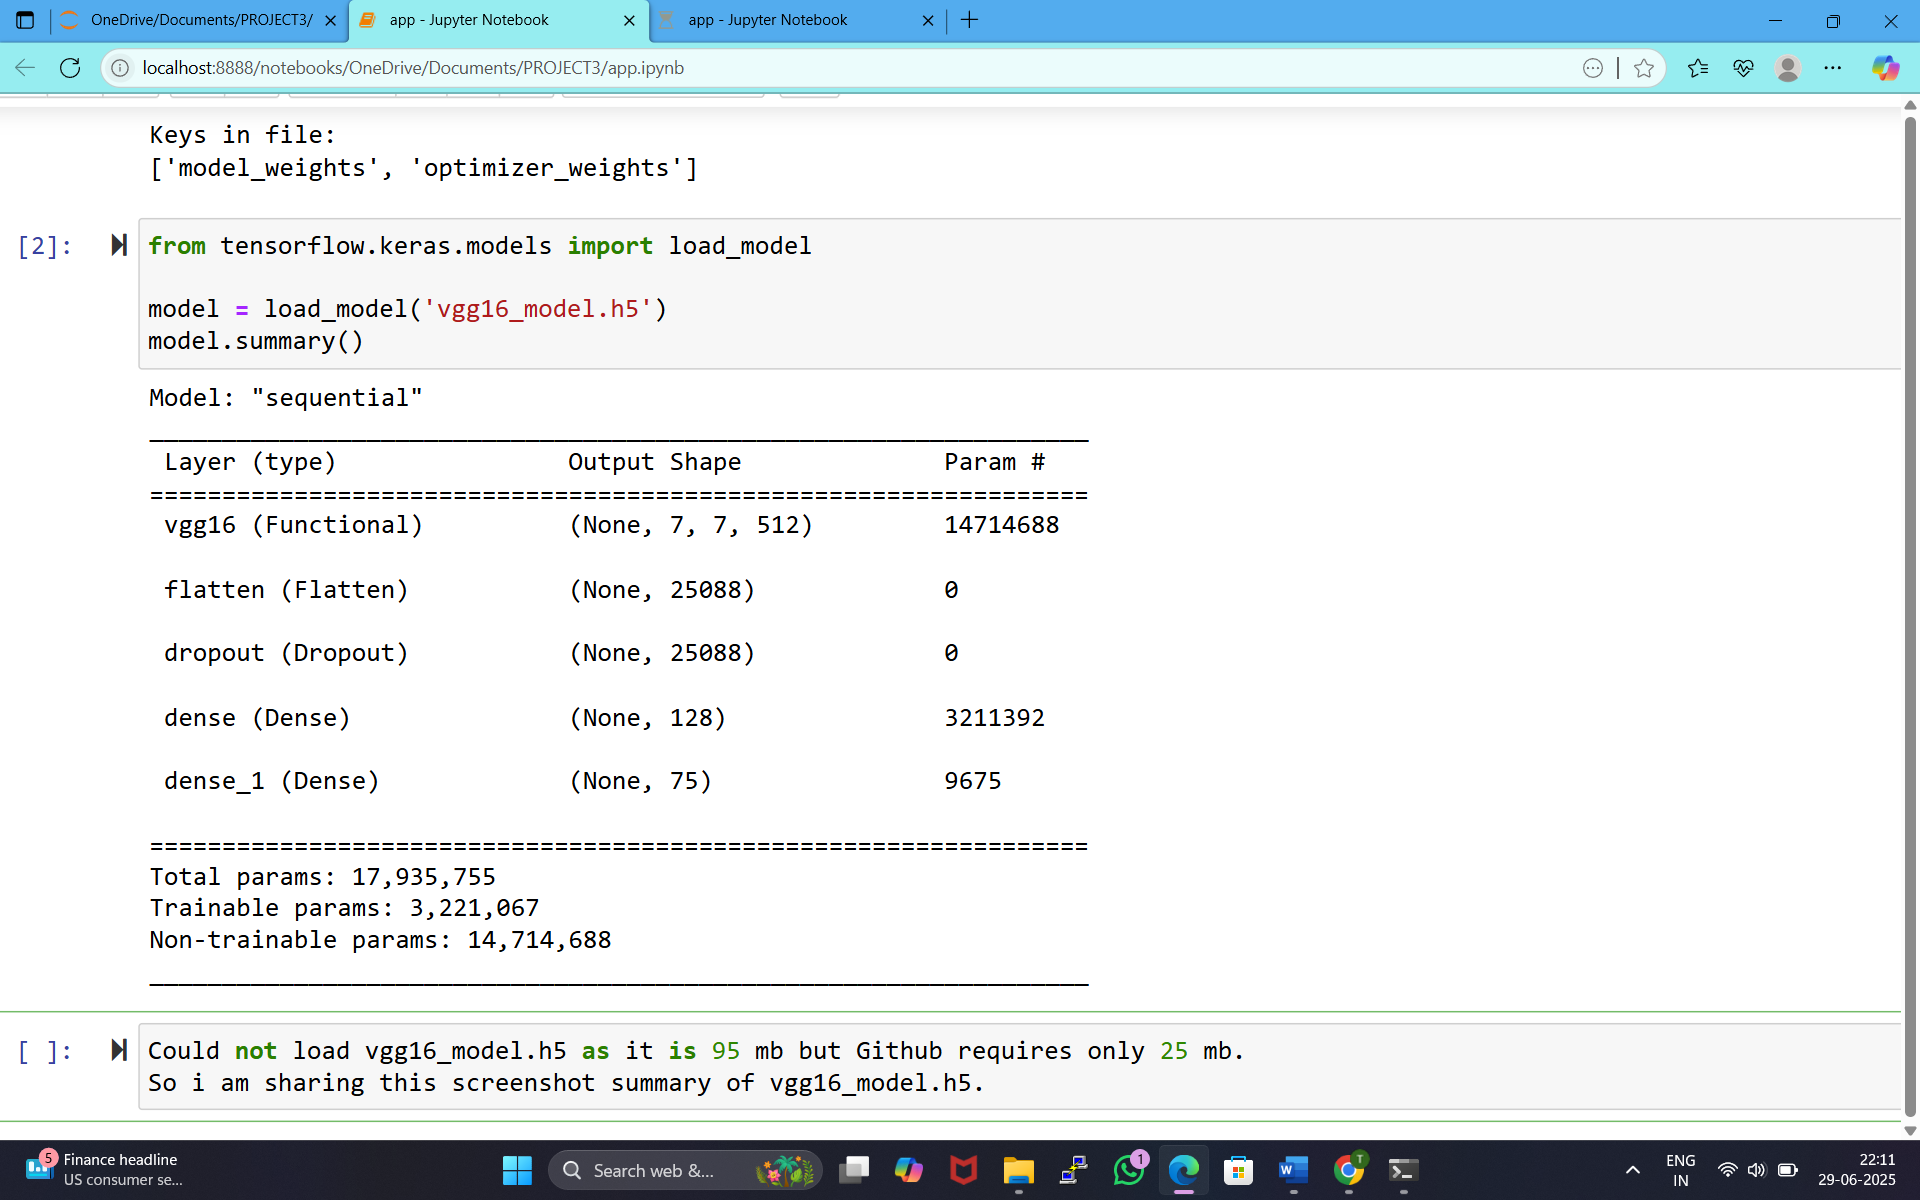 OneDrive/Documents/PROJECT3/
app - Jupyter Notebook
app - Jupyter Notebook
localhost:8888/notebooks/OneDrive/Documents/PROJECT3/app.ipynb
Keys in file:
['model_weights', 'optimizer_weights']
[2]:
from tensorflow.keras.models import load_model
model = load_model('vgg16_model.h5')
model.summary()
Model: "sequential"
_________________________________________________________________
Layer (type) Output Shape Param #
=================================================================
vgg16 (Functional) (None, 7, 7, 512) 14714688
flatten (Flatten) (None, 25088) 0
dropout (Dropout) (None, 25088) 0
dense (Dense) (None, 128) 3211392
dense_1 (Dense) (None, 75) 9675
=================================================================
Total params: 17,935,755
Trainable params: 3,221,067
Non-trainable params: 14,714,688
_________________________________________________________________
[ ]:
Could not load vgg16_model.h5 as it is 95 mb but Github requires only 25 mb.
So i am sharing this screenshot summary of vgg16_model.h5.
5
Finance headline
US consumer se...
Search web &...
1
W
T
ENG
IN
22:11
29-06-2025